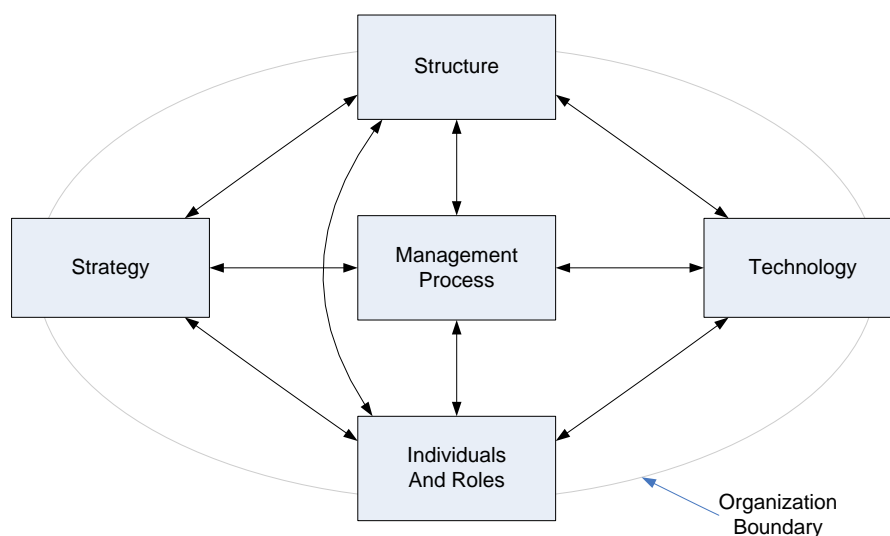 Structure
Strategy
Management
Process
Technology
Individuals
And Roles
Organization
Boundary